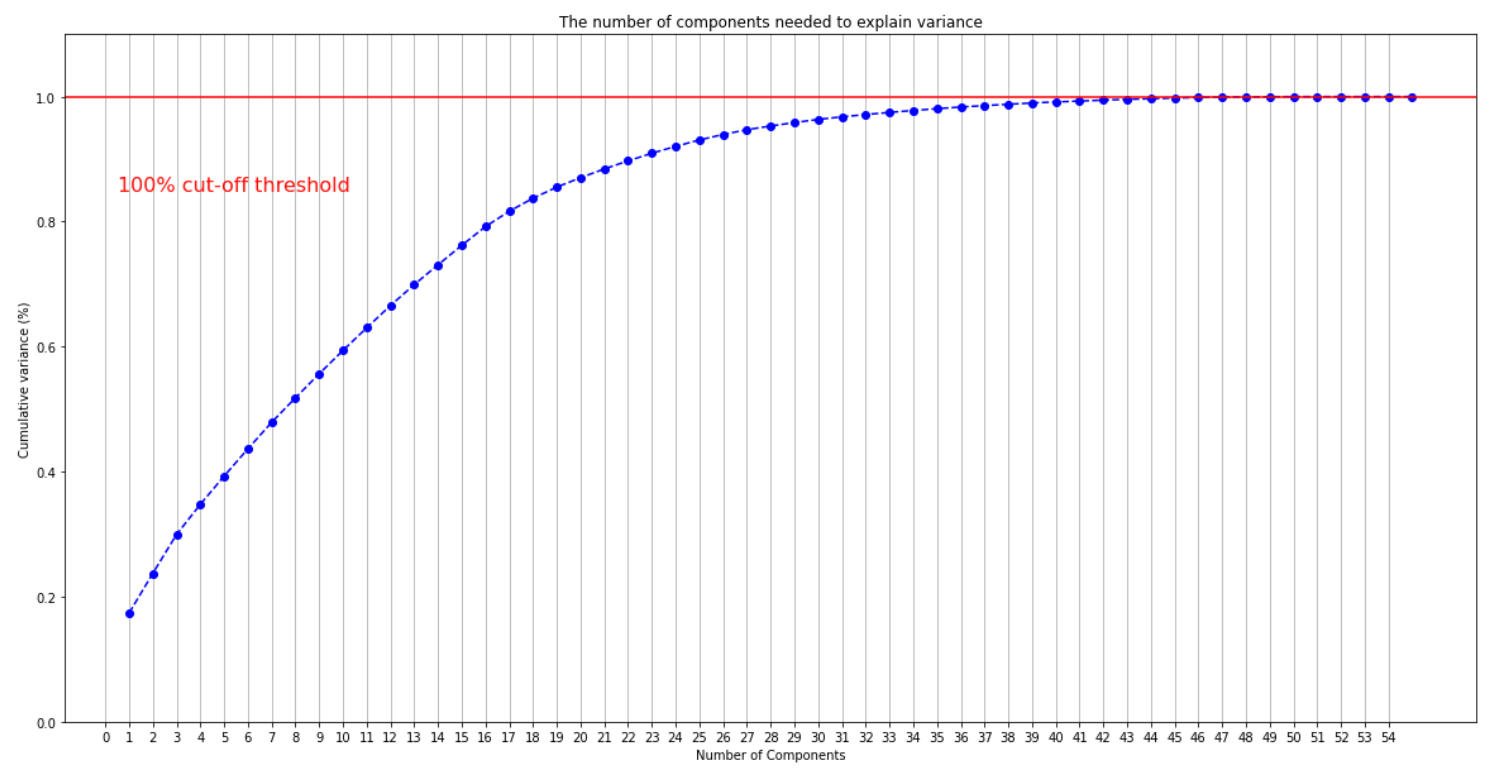 The number of components needed to explain variance
1.0
100% cut-off threshold
0.8
0.6
Cumulative variance (%)
0.4
0.2
0.0
0 1 2 3 4 5 6 7 8 9 10 11 12 13 14 15 16 17 18 19 20 21 22 23 24 25 26 27 28 29 30 31 32 33 34 35 36 37 38 39 40 41 42 43 44 45 46 47 48 49 50 51 52 53 54
Number of Components